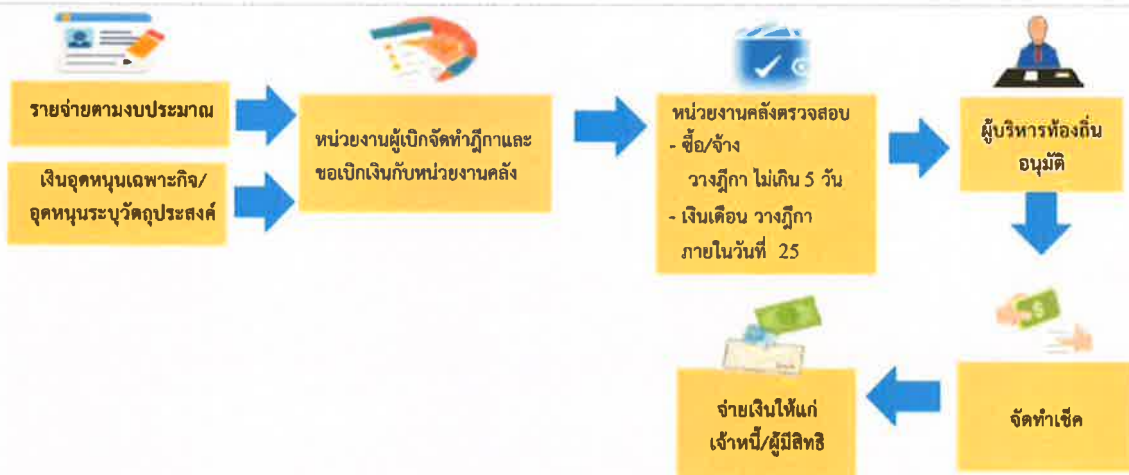 รายจ่ายตามงบประมาณ
เงินอุดหนุนเฉพาะกิจ/
อุดหนุนระบุวัตถุประสงค์
หน่วยงานผู้เบิกจัดทำฎีกาและ
ขอเบิกเงินกับหน่วยงานคลัง
หน่วยงานคลังตรวจสอบ
- ซื้อ/จ้าง
วางฎีกา ไม่เกิน 5 วัน
- เงินเดือน วางฎีกา
ภายในวันที่ 25
ผู้บริหารท้องถิ่น
อนุมัติ
จัดทำเช็ค
จ่ายเงินให้แก่
เจ้าหนี้/ผู้มีสิทธิ